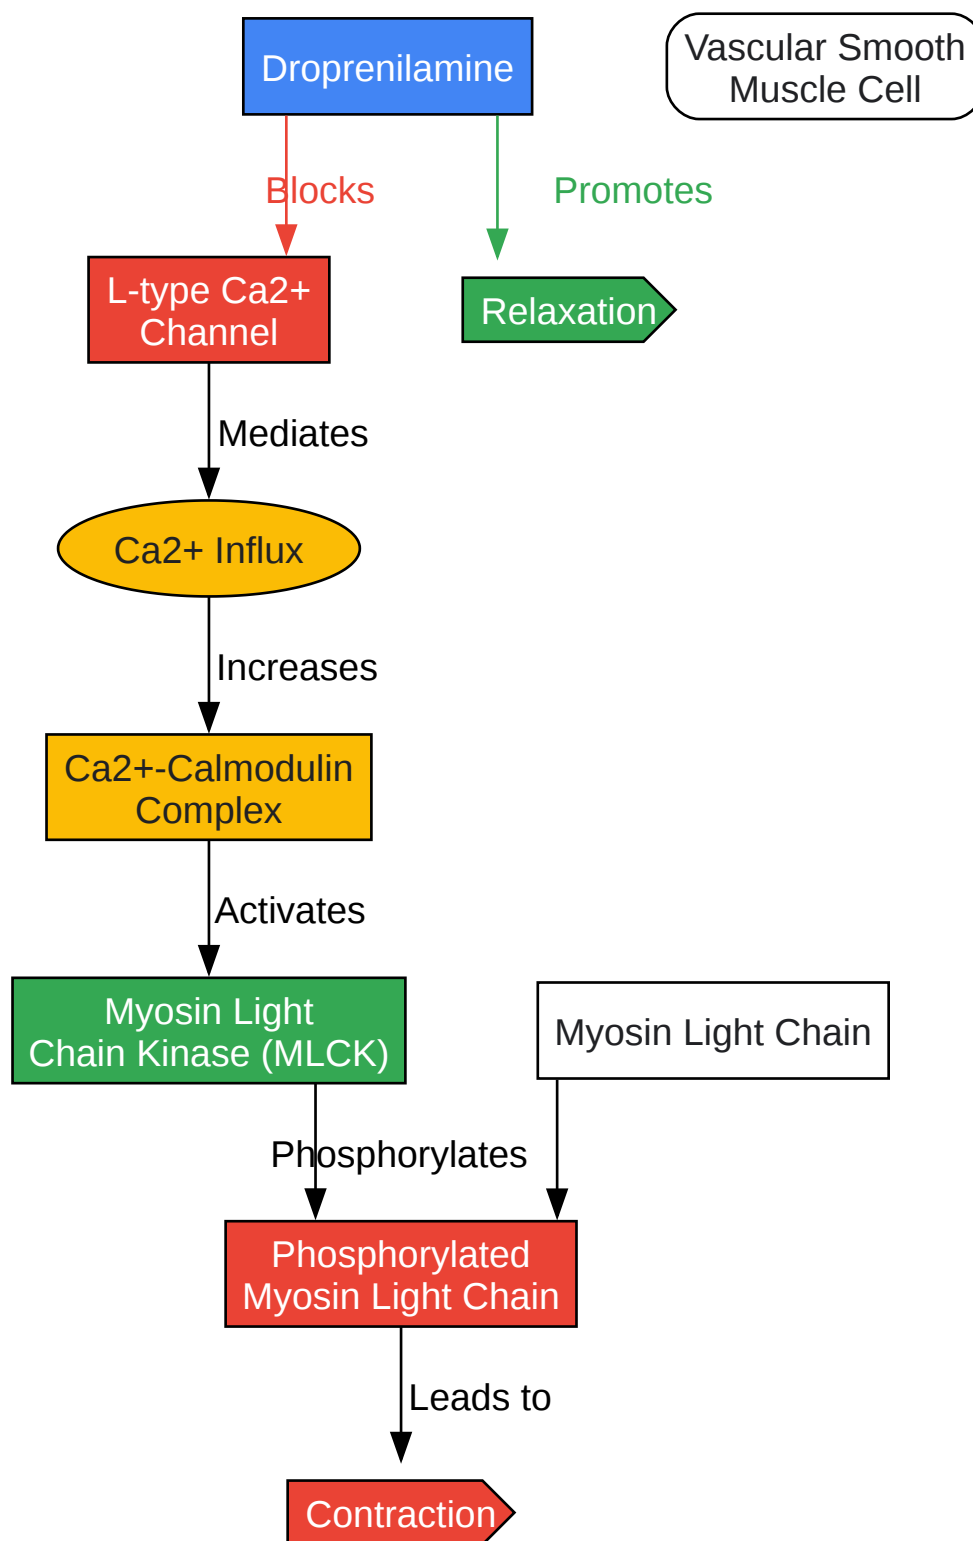 Droprenilamine
Vascular Smooth
Muscle Cell
Blocks
Promotes
L-type Ca2+
Channel
Relaxation
Mediates
Ca2+ Influx
Increases
Ca2+-Calmodulin
Complex
Activates
Myosin Light
Chain Kinase (MLCK)
Myosin Light Chain
Phosphorylates
Phosphorylated
Myosin Light Chain
Leads to
Contraction